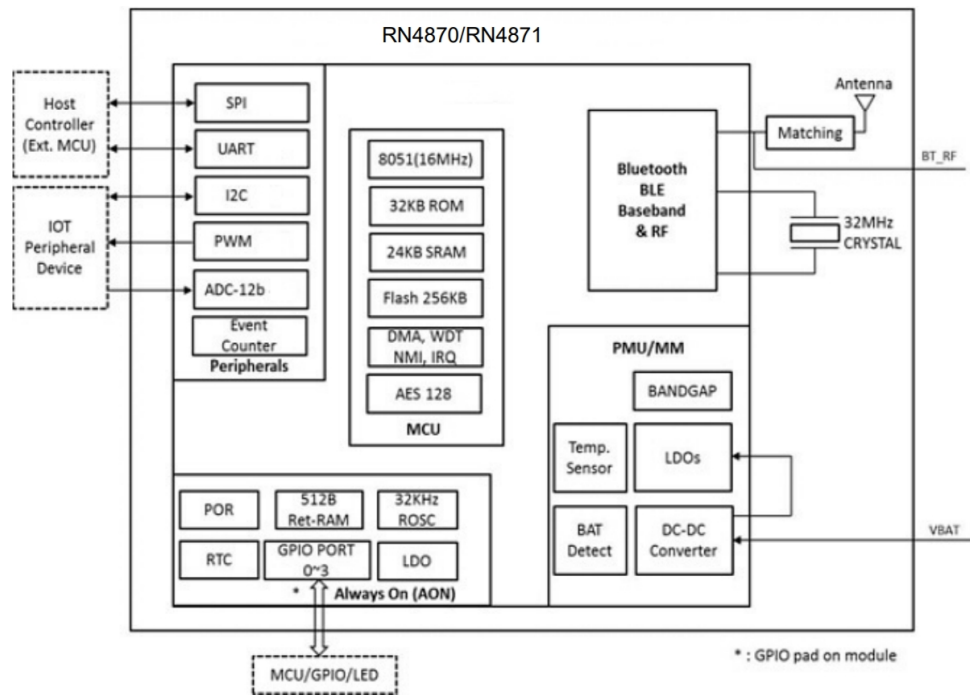 RN4870/RN4871
Host
Controller
(Ext. MCU)
IOT
Peripheral
Device
SPI
UART
I2C
PWM
ADC-12b
Event
Counter
Peripherals
8051(16MHz)
32KB ROM
24KB SRAM
Flash 256KB
DMA, WDT
NMI, IRQ
AES 128
MCU
Bluetooth
BLE
Baseband
& RF
Antenna
Matching
BT_RF
32MHz
CRYSTAL
PMU/MM
BANDGAP
Temp.
Sensor
LDOs
BAT
Detect
DC-DC
Converter
VBAT
POR
512B
Ret-RAM
32KHz
ROSC
RTC
GPIO PORT
0~3
LDO
* Always On (AON)
MCU/GPIO/LED
* : GPIO pad on module